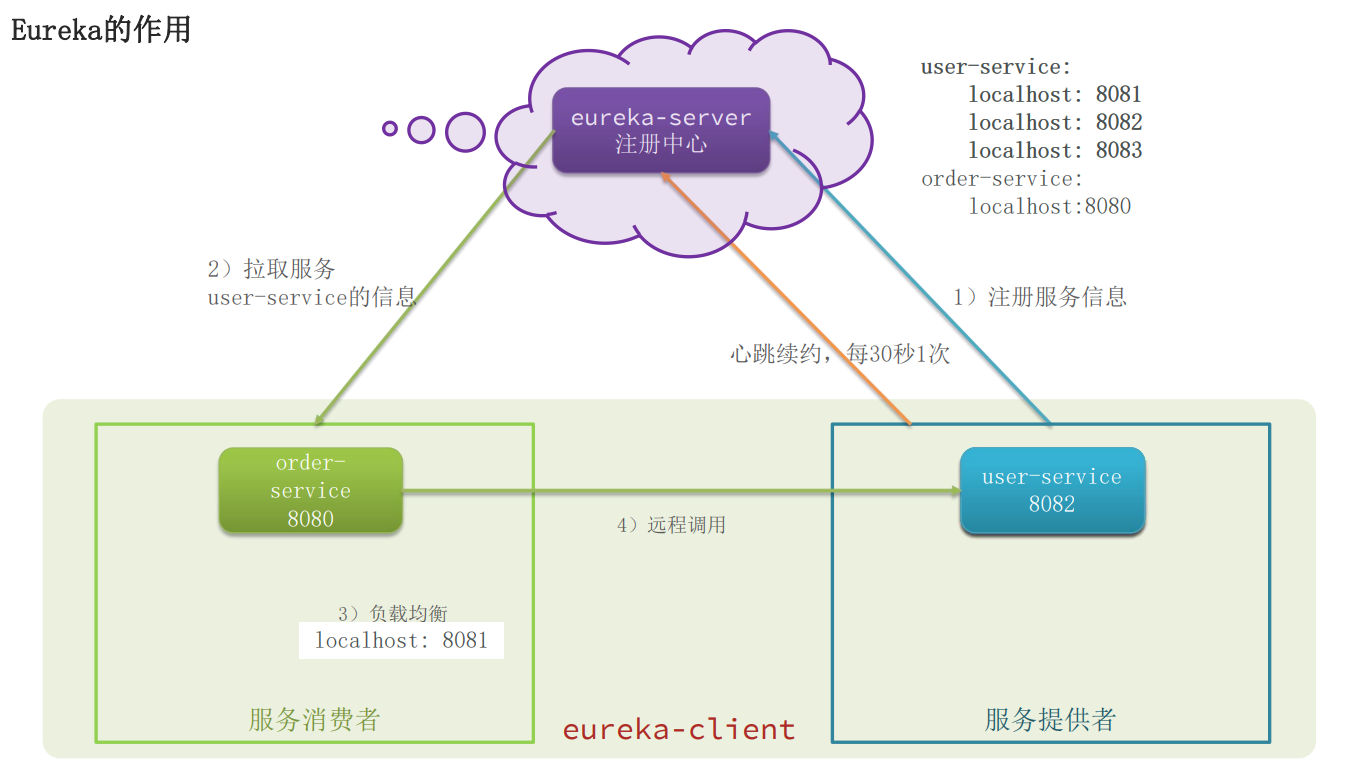 Eureka的作用
eureka-server
注册中心
user-service:
localhost: 8081
localhost: 8082
localhost: 8083
order-service:
localhost:8080
2）拉取服务
user-service的信息
1）注册服务信息
心跳续约，每30秒1次
order-
service
8080
user-service
8082
4）远程调用
3）负载均衡
localhost: 8081
服务消费者
eureka-client
服务提供者